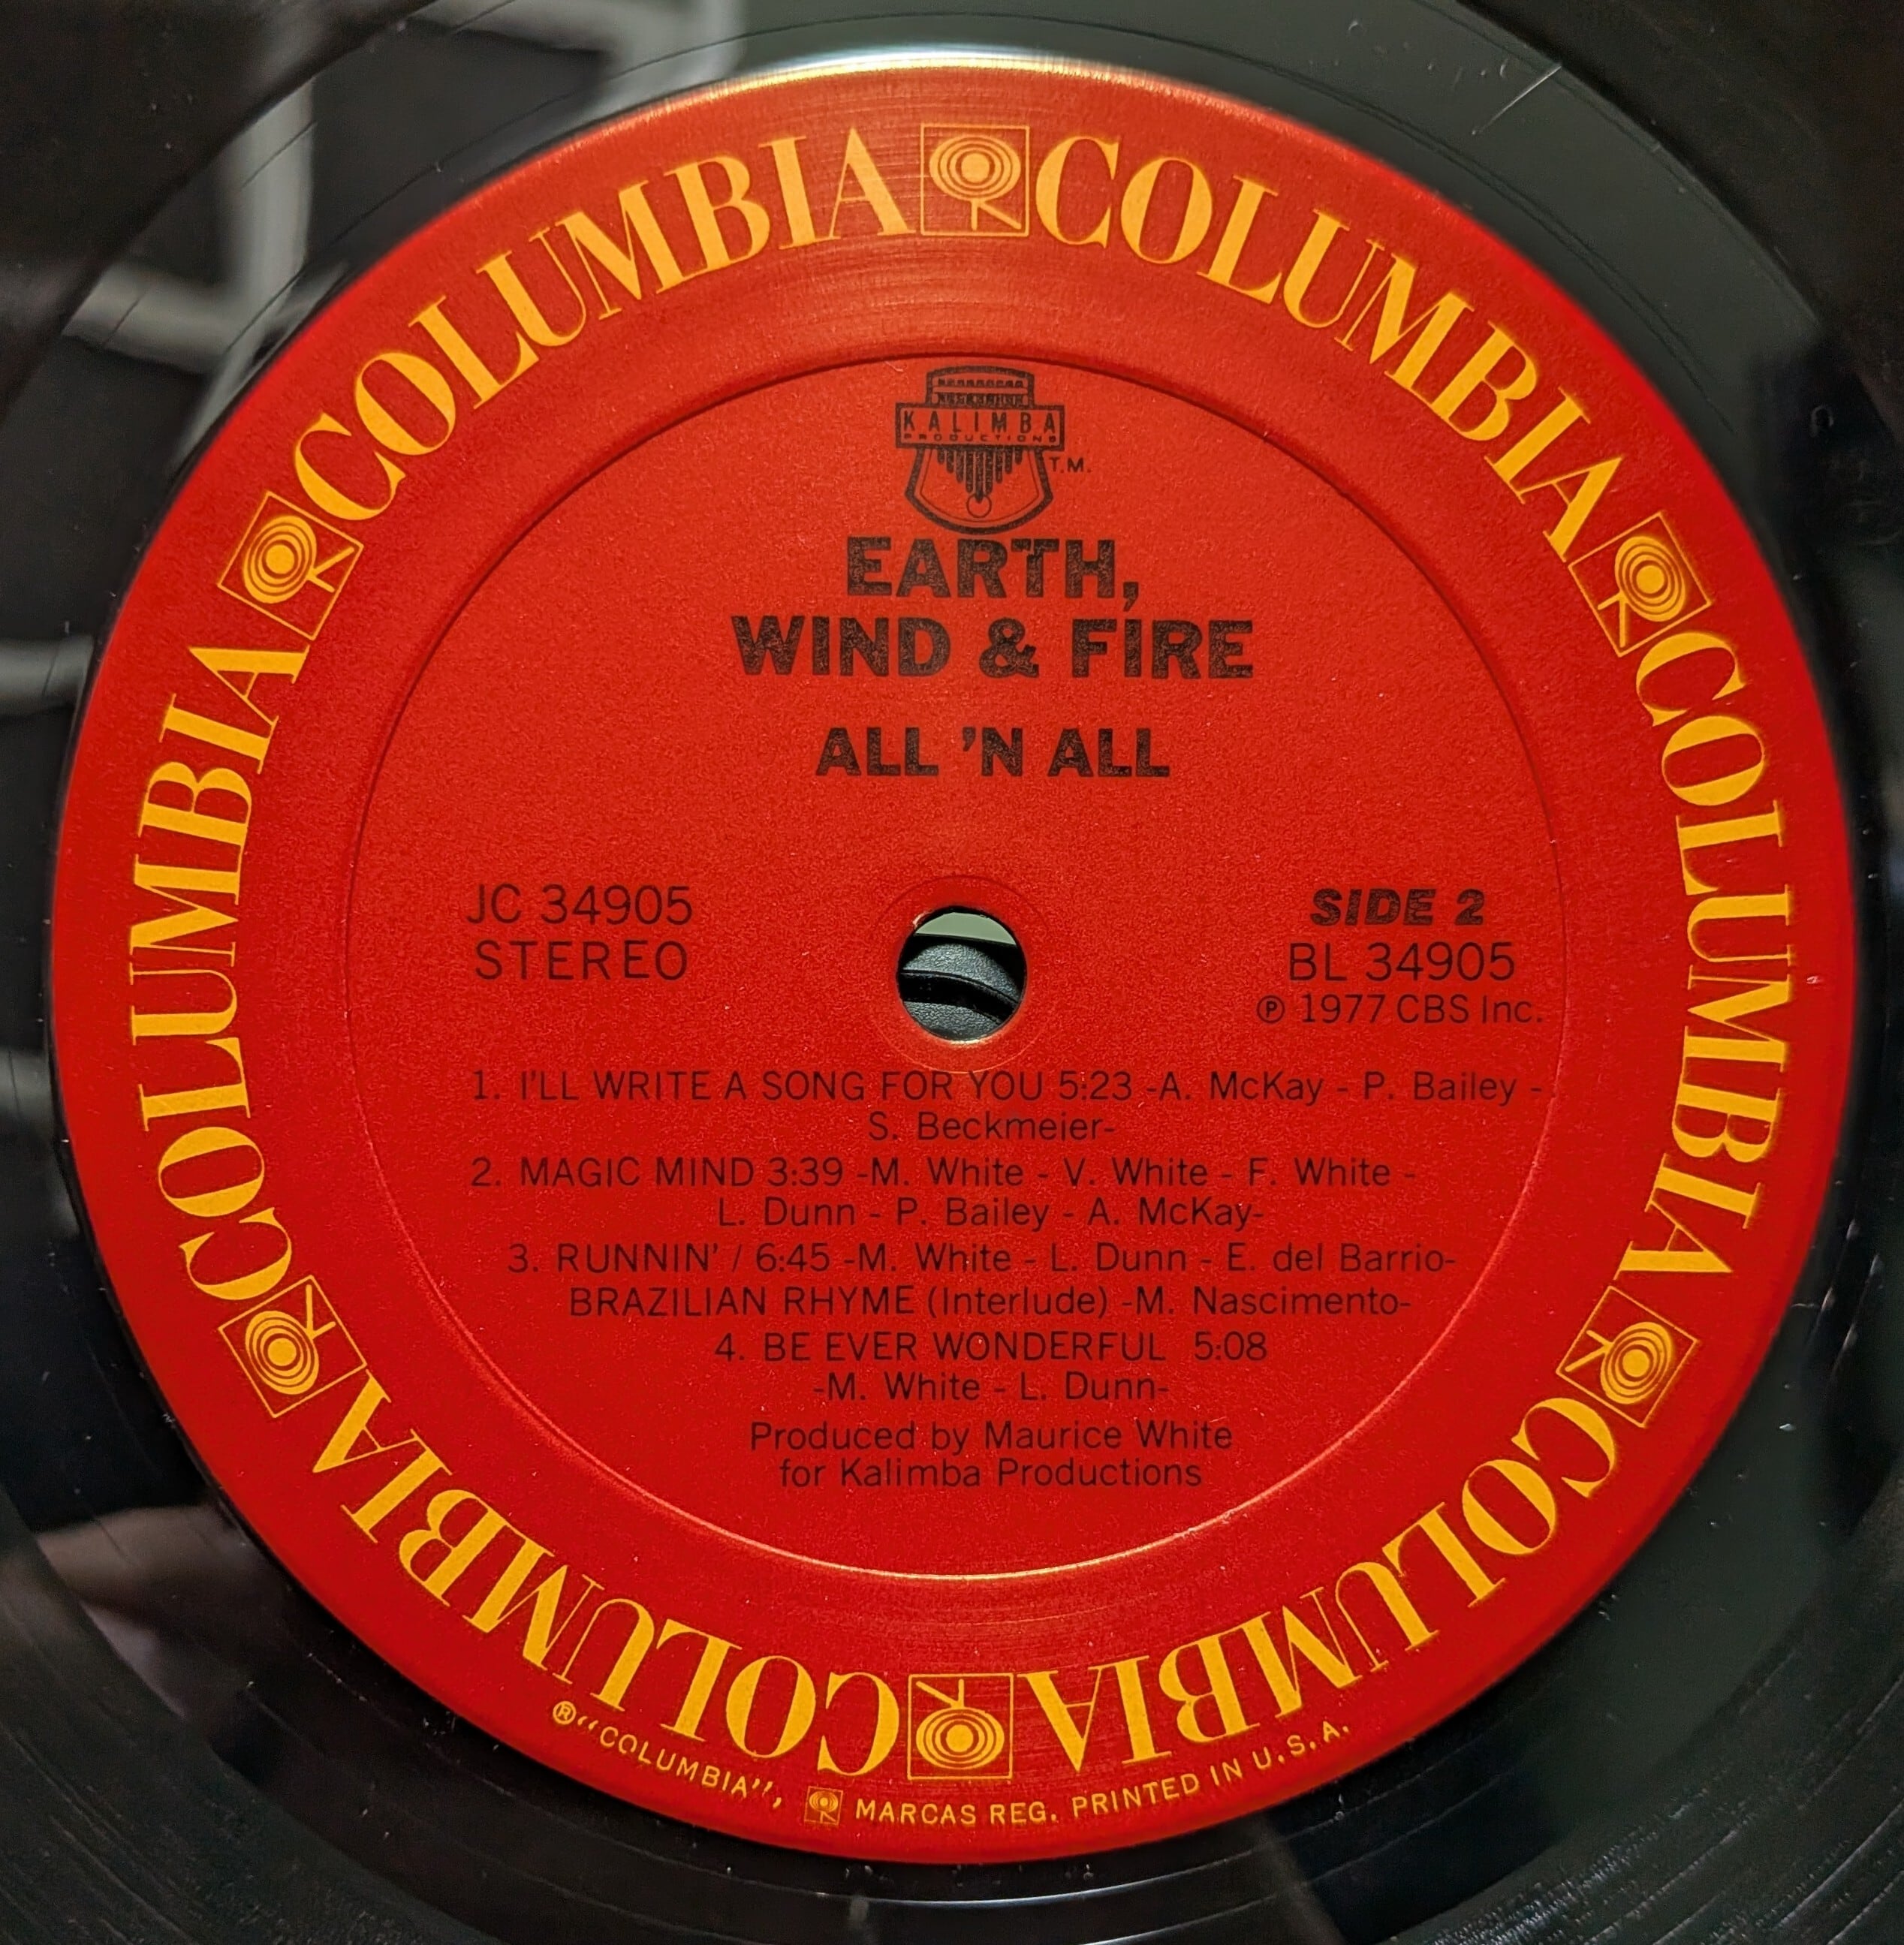 COLUMBIA COLUMBIA COLUMBIA COLUMBIA COLUMBIA COLUMBIA
KALIMBA
PRODUCTIONS
T.M.
EARTH,
WIND & FIRE
ALL 'N ALL
JC 34905
STEREO
SIDE 2
BL 34905
℗ 1977 CBS Inc.
1. I'LL WRITE A SONG FOR YOU 5:23 -A. McKay - P. Bailey -
S. Beckmeier-
2. MAGIC MIND 3:39 -M. White - V. White - F. White -
L. Dunn - P. Bailey - A. McKay-
3. RUNNIN' / 6:45 -M. White - L. Dunn - E. del Barrio-
BRAZILIAN RHYME (Interlude) -M. Nascimento-
4. BE EVER WONDERFUL 5:08
-M. White - L. Dunn-
Produced by Maurice White
for Kalimba Productions
®"COLUMBIA", MARCAS REG. PRINTED IN U.S.A.